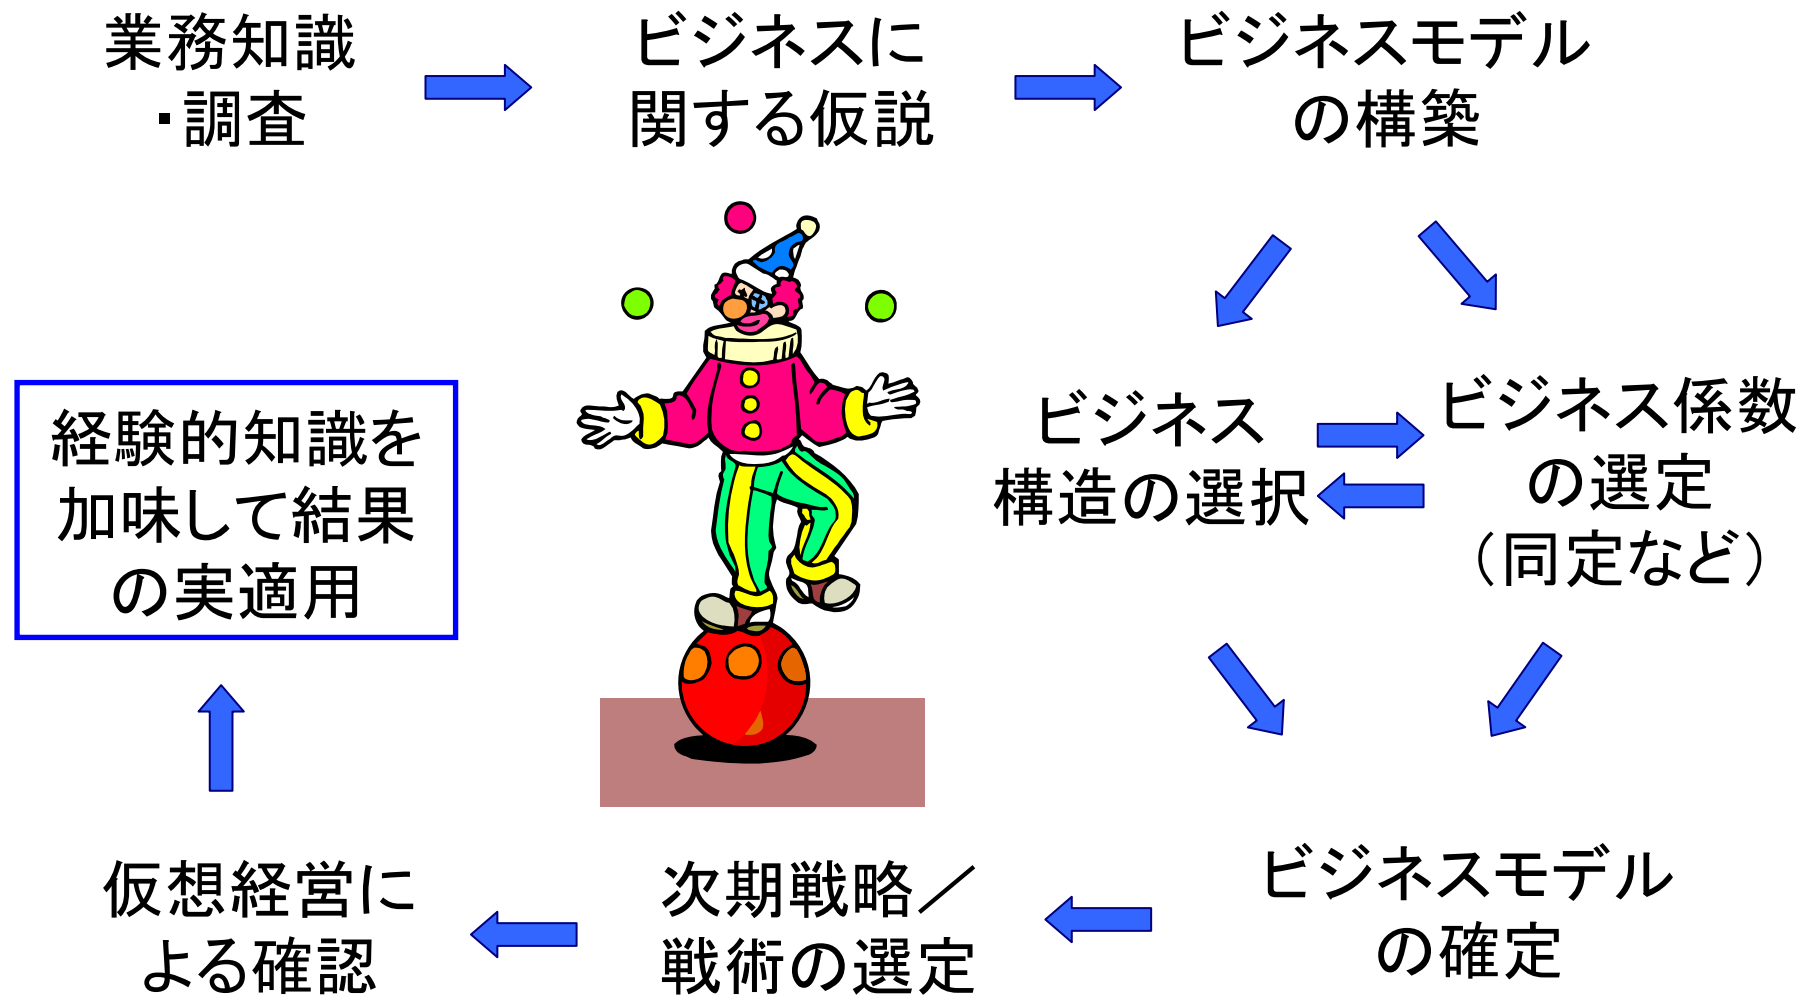 業務知識
・調査
ビジネスに
関する仮説
ビジネスモデル
の構築
ビジネス
構造の選択
ビジネス係数
の選定
（同定など）
ビジネスモデル
の確定
次期戦略／
戦術の選定
仮想経営に
よる確認
経験的知識を
加味して結果
の実適用